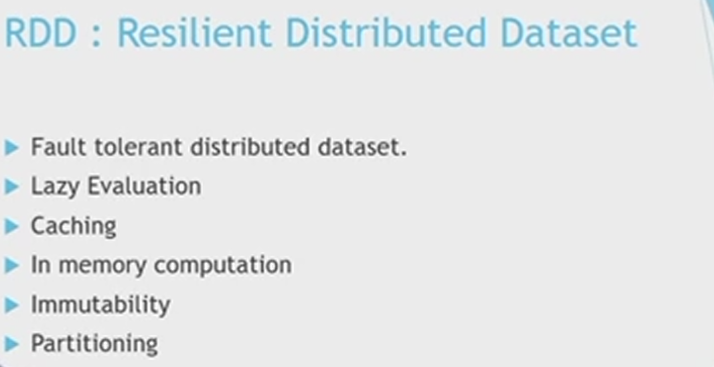 RDD : Resilient Distributed Dataset
Fault tolerant distributed dataset.
Lazy Evaluation
Caching
In memory computation
Immutability
Partitioning